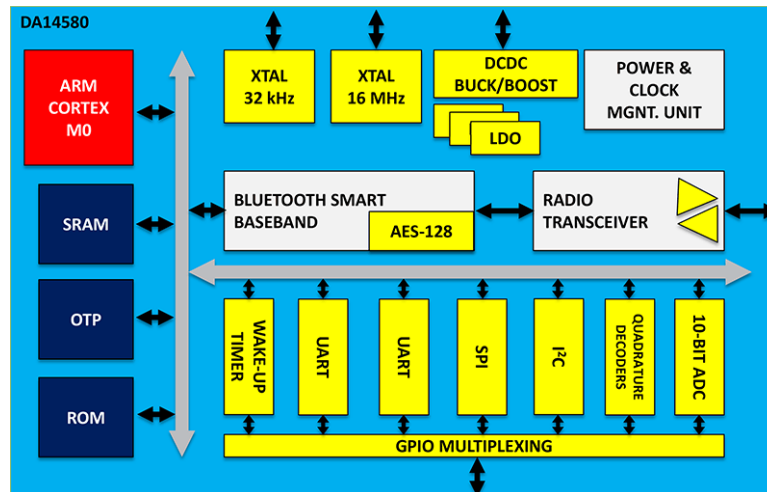 DA14580
ARM
CORTEX
M0
XTAL
32 kHz
XTAL
16 MHz
DCDC
BUCK/BOOST
LDO
POWER &
CLOCK
MGNT. UNIT
SRAM
BLUETOOTH SMART
BASEBAND
AES-128
RADIO
TRANSCEIVER
OTP
ROM
WAKE-UP
TIMER
UART
UART
SPI
I²C
QUADRATURE
DECODERS
10-BIT ADC
GPIO MULTIPLEXING